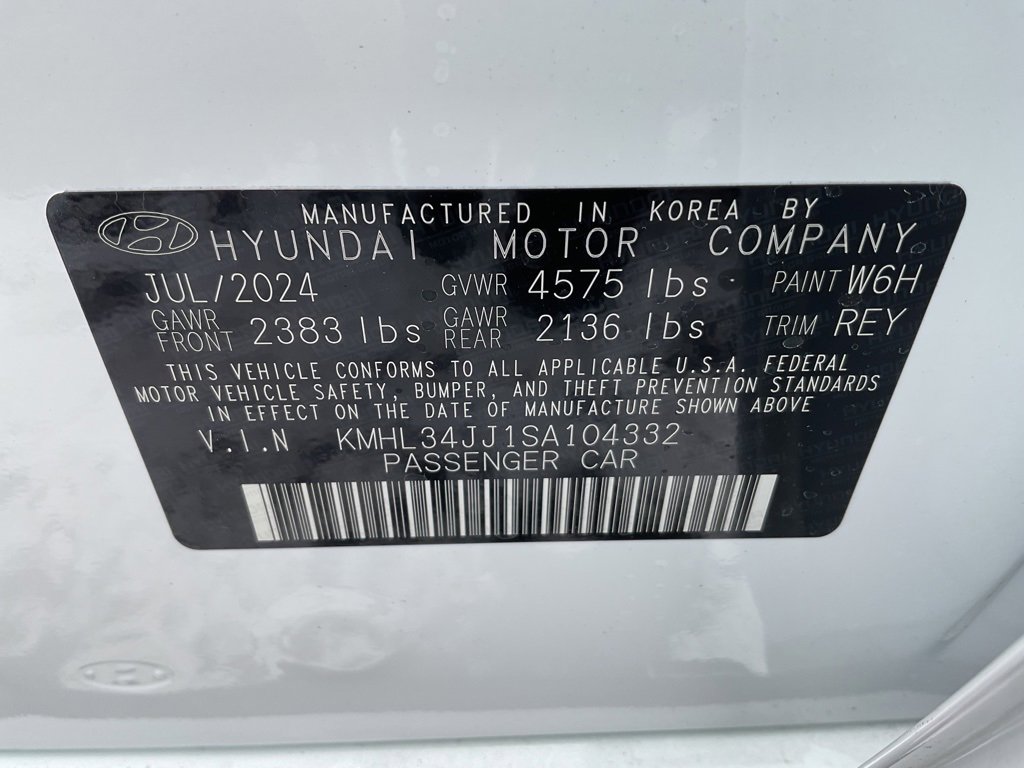 MANUFACTURED IN KOREA BY
HYUNDAI MOTOR COMPANY
JUL/2024 GVWR 4575 lbs PAINT W6H
GAWR FRONT 2383 lbs GAWR REAR 2136 lbs TRIM REY
THIS VEHICLE CONFORMS TO ALL APPLICABLE U.S.A. FEDERAL
MOTOR VEHICLE SAFETY, BUMPER, AND THEFT PREVENTION STANDARDS
IN EFFECT ON THE DATE OF MANUFACTURE SHOWN ABOVE
V.I.N KMHL34JJ1SA104332
PASSENGER CAR